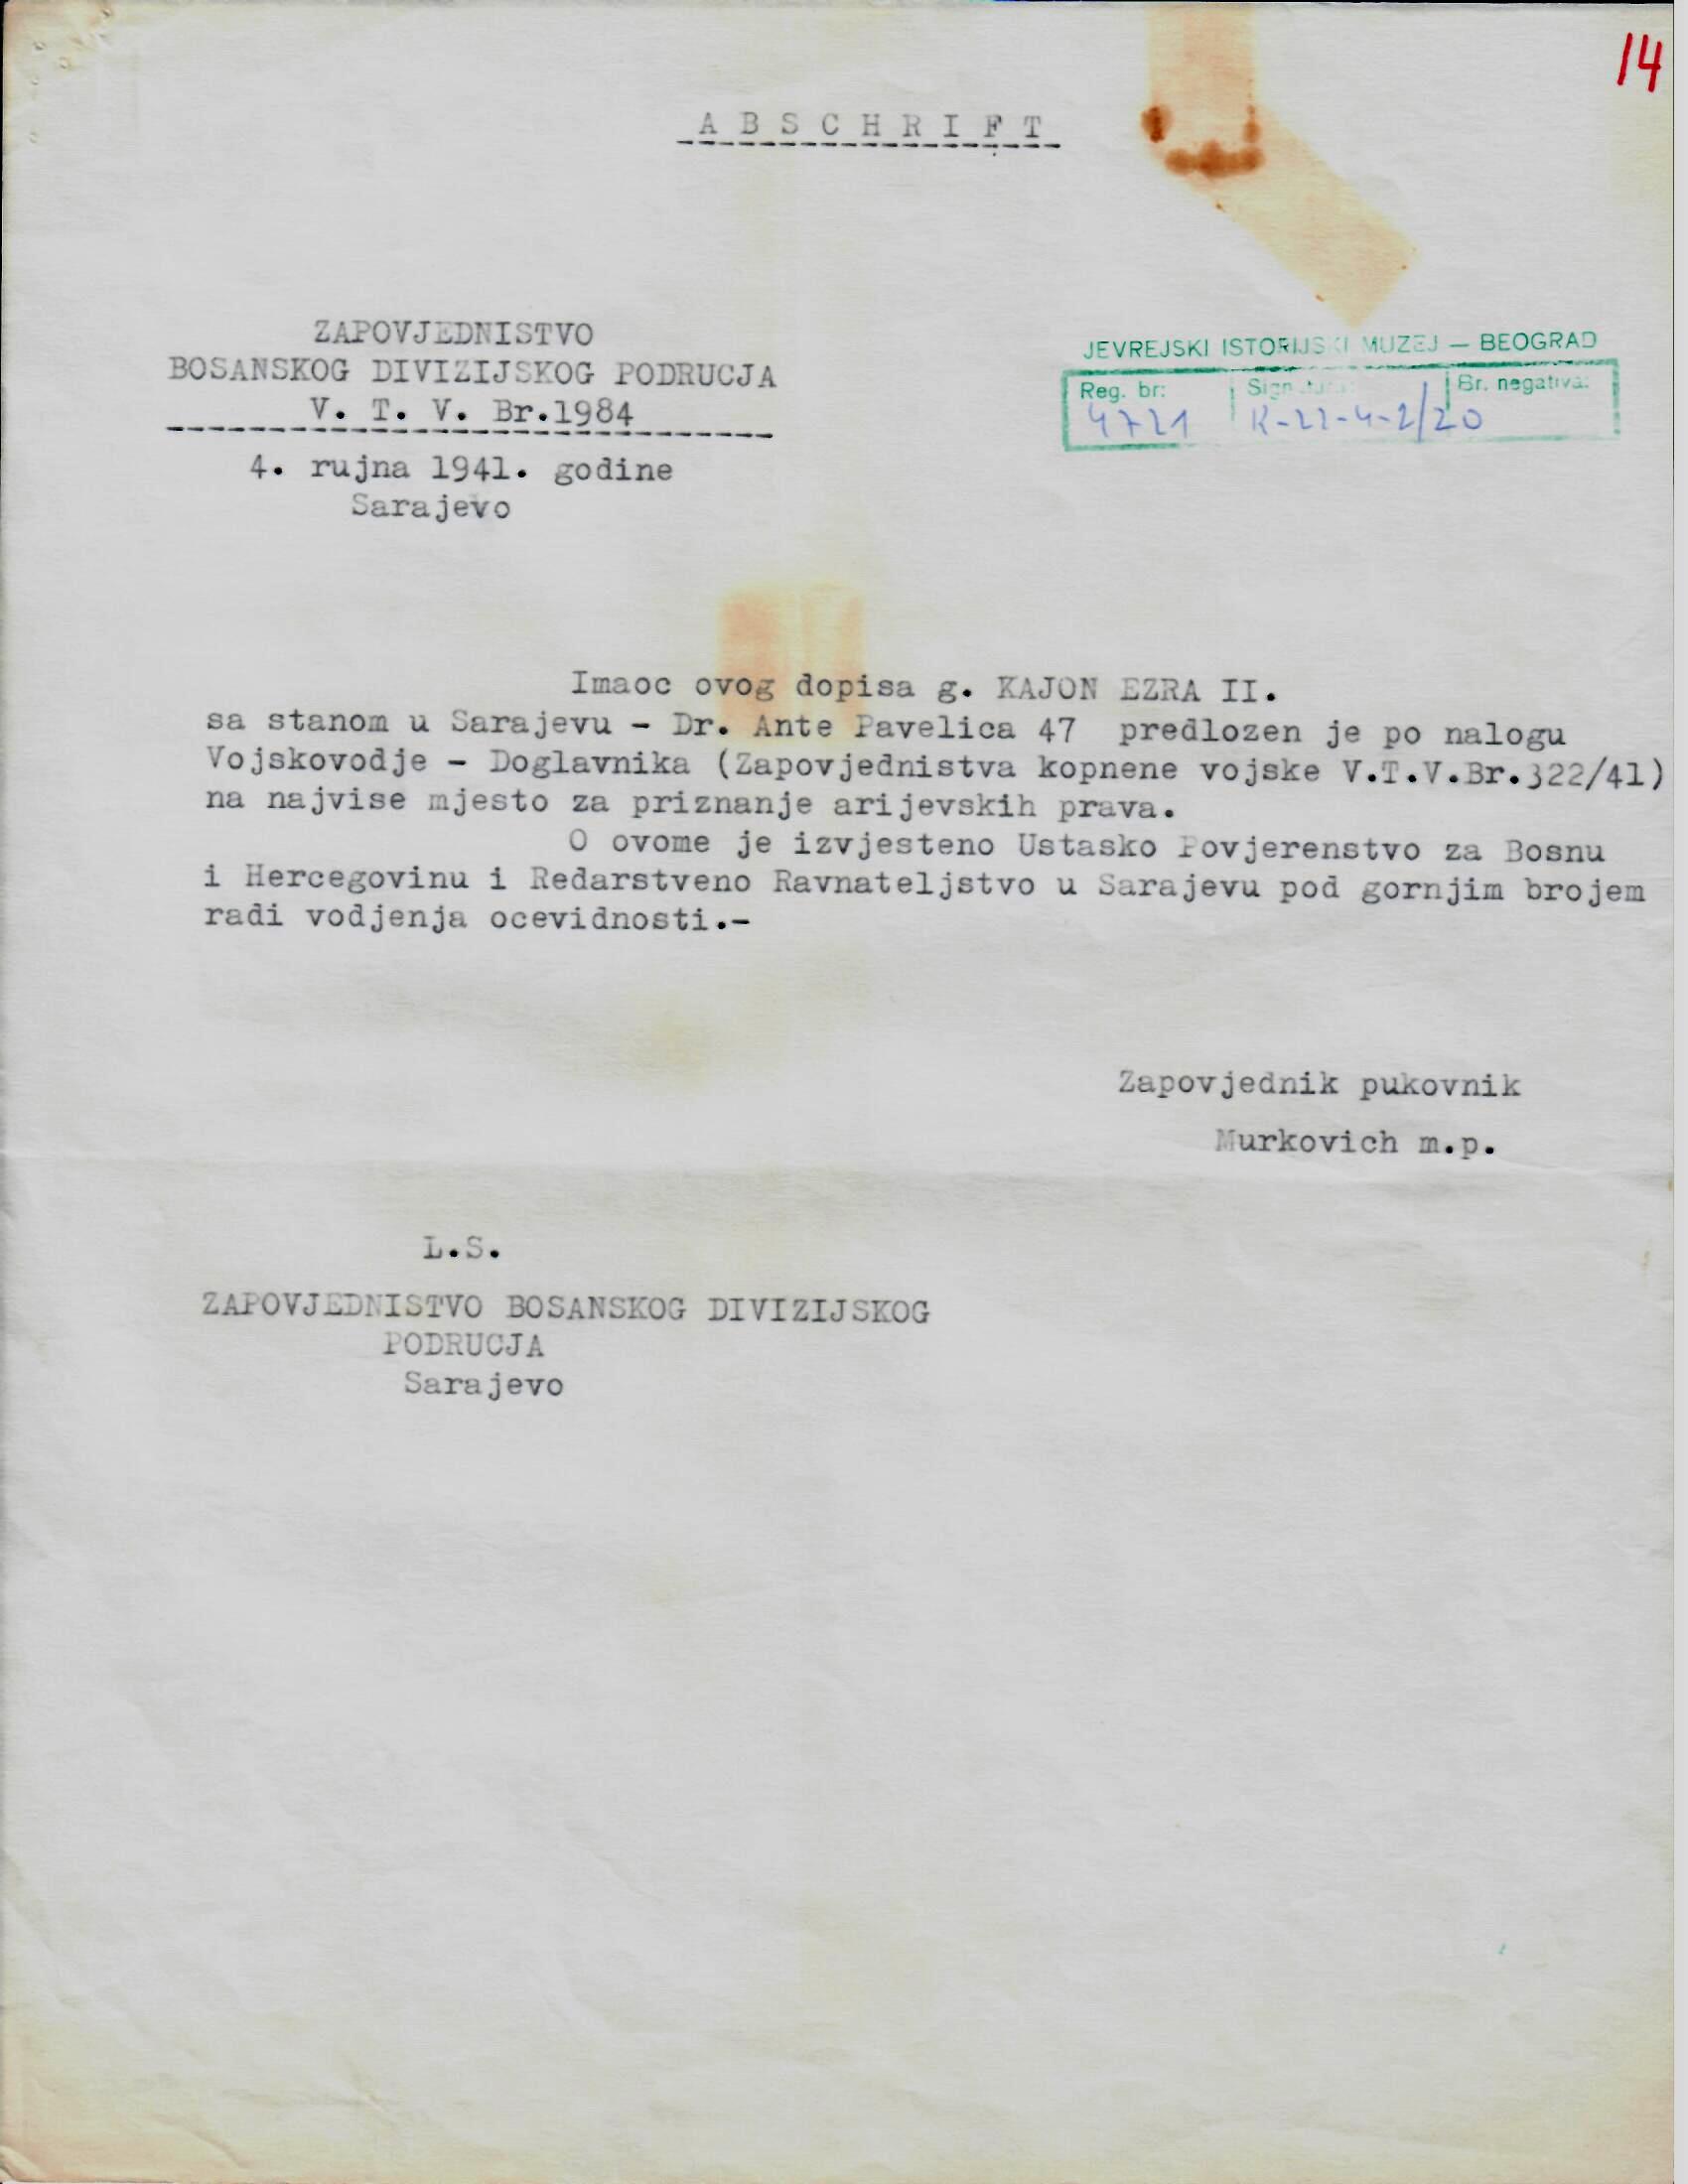 14
ABSCHRIFT
ZAPOVJEDNISTVO
BOSANSKOG DIVIZIJSKOG PODRUCJA
V. T. V. Br.1984
4. rujna 1941. godine
Sarajevo
JEVREJSKI ISTORIJSKI MUZEJ — BEOGRAD
Reg. br: Signatura: Br. negativa:
4721 K-22-4-2/20
Imaoc ovog dopisa g. KAJON EZRA II.
sa stanom u Sarajevu - Dr. Ante Pavelica 47 predlozen je po nalogu
Vojskovodje - Doglavnika (Zapovjednistva kopnene vojske V.T.V.Br.322/41)
na najvise mjesto za priznanje arijevskih prava.
O ovome je izvjesteno Ustasko Povjerenstvo za Bosnu
i Hercegovinu i Redarstveno Ravnateljstvo u Sarajevu pod gornjim brojem
radi vodjenja ocevidnosti.-
Zapovjednik pukovnik
Murkovich m.p.
L.S.
ZAPOVJEDNISTVO BOSANSKOG DIVIZIJSKOG
PODRUCJA
Sarajevo